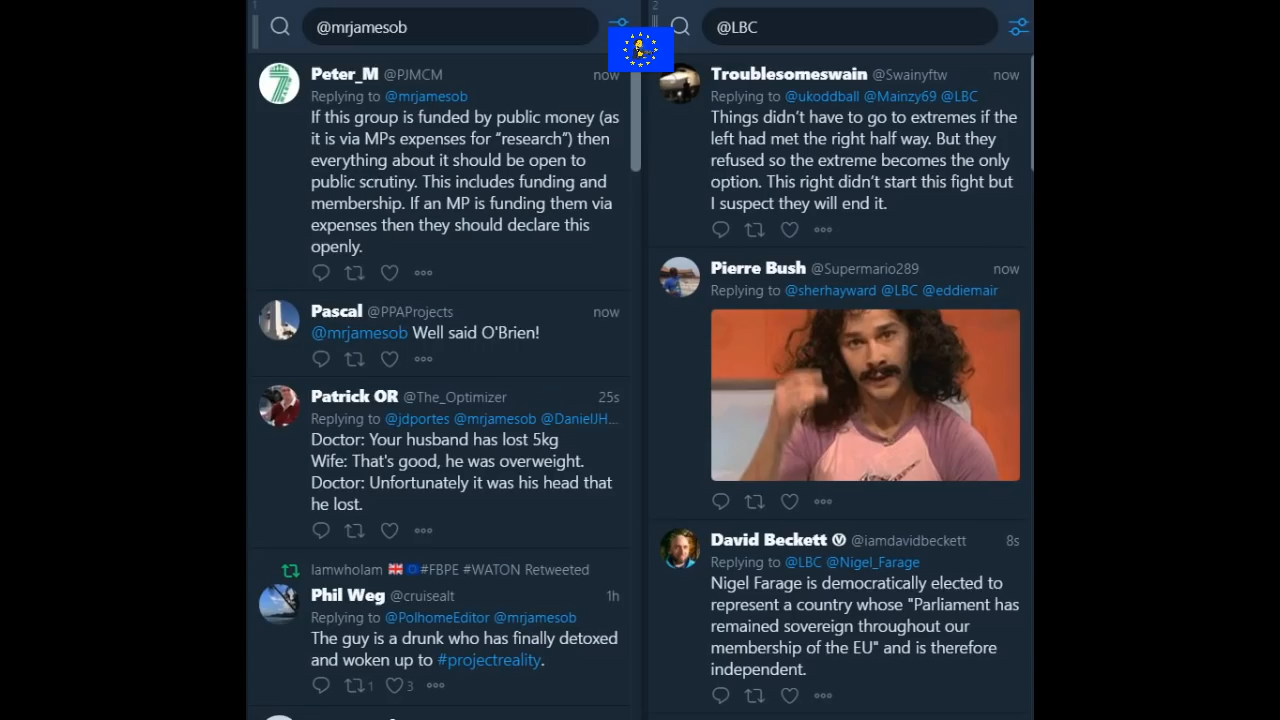 1
@mrjamesob
Peter_M @PJMCM now
Replying to @mrjamesob
If this group is funded by public money (as
it is via MPs expenses for “research”) then
everything about it should be open to
public scrutiny. This includes funding and
membership. If an MP is funding them via
expenses then they should declare this
openly.
Pascal @PPAProjects now
@mrjamesob Well said O'Brien!
Patrick OR @The_Optimizer 25s
Replying to @jdportes @mrjamesob @DanielJH...
Doctor: Your husband has lost 5kg
Wife: That's good, he was overweight.
Doctor: Unfortunately it was his head that
he lost.
IamwhoIam 🇬🇧🇪🇺#FBPE #WATON Retweeted
Phil Weg @cruisealt 1h
Replying to @PolhomeEditor @mrjamesob
The guy is a drunk who has finally detoxed
and woken up to #projectreality.
1 3
2
@LBC
Troublesomeswain @Swainyftw now
Replying to @ukoddball @Mainzy69 @LBC
Things didn’t have to go to extremes if the
left had met the right half way. But they
refused so the extreme becomes the only
option. This right didn’t start this fight but
I suspect they will end it.
Pierre Bush @Supermario289 now
Replying to @sherhayward @LBC @eddiemair
David Beckett Ⓥ @iamdavidbeckett 8s
Replying to @LBC @Nigel_Farage
Nigel Farage is democratically elected to
represent a country whose "Parliament has
remained sovereign throughout our
membership of the EU" and is therefore
independent.